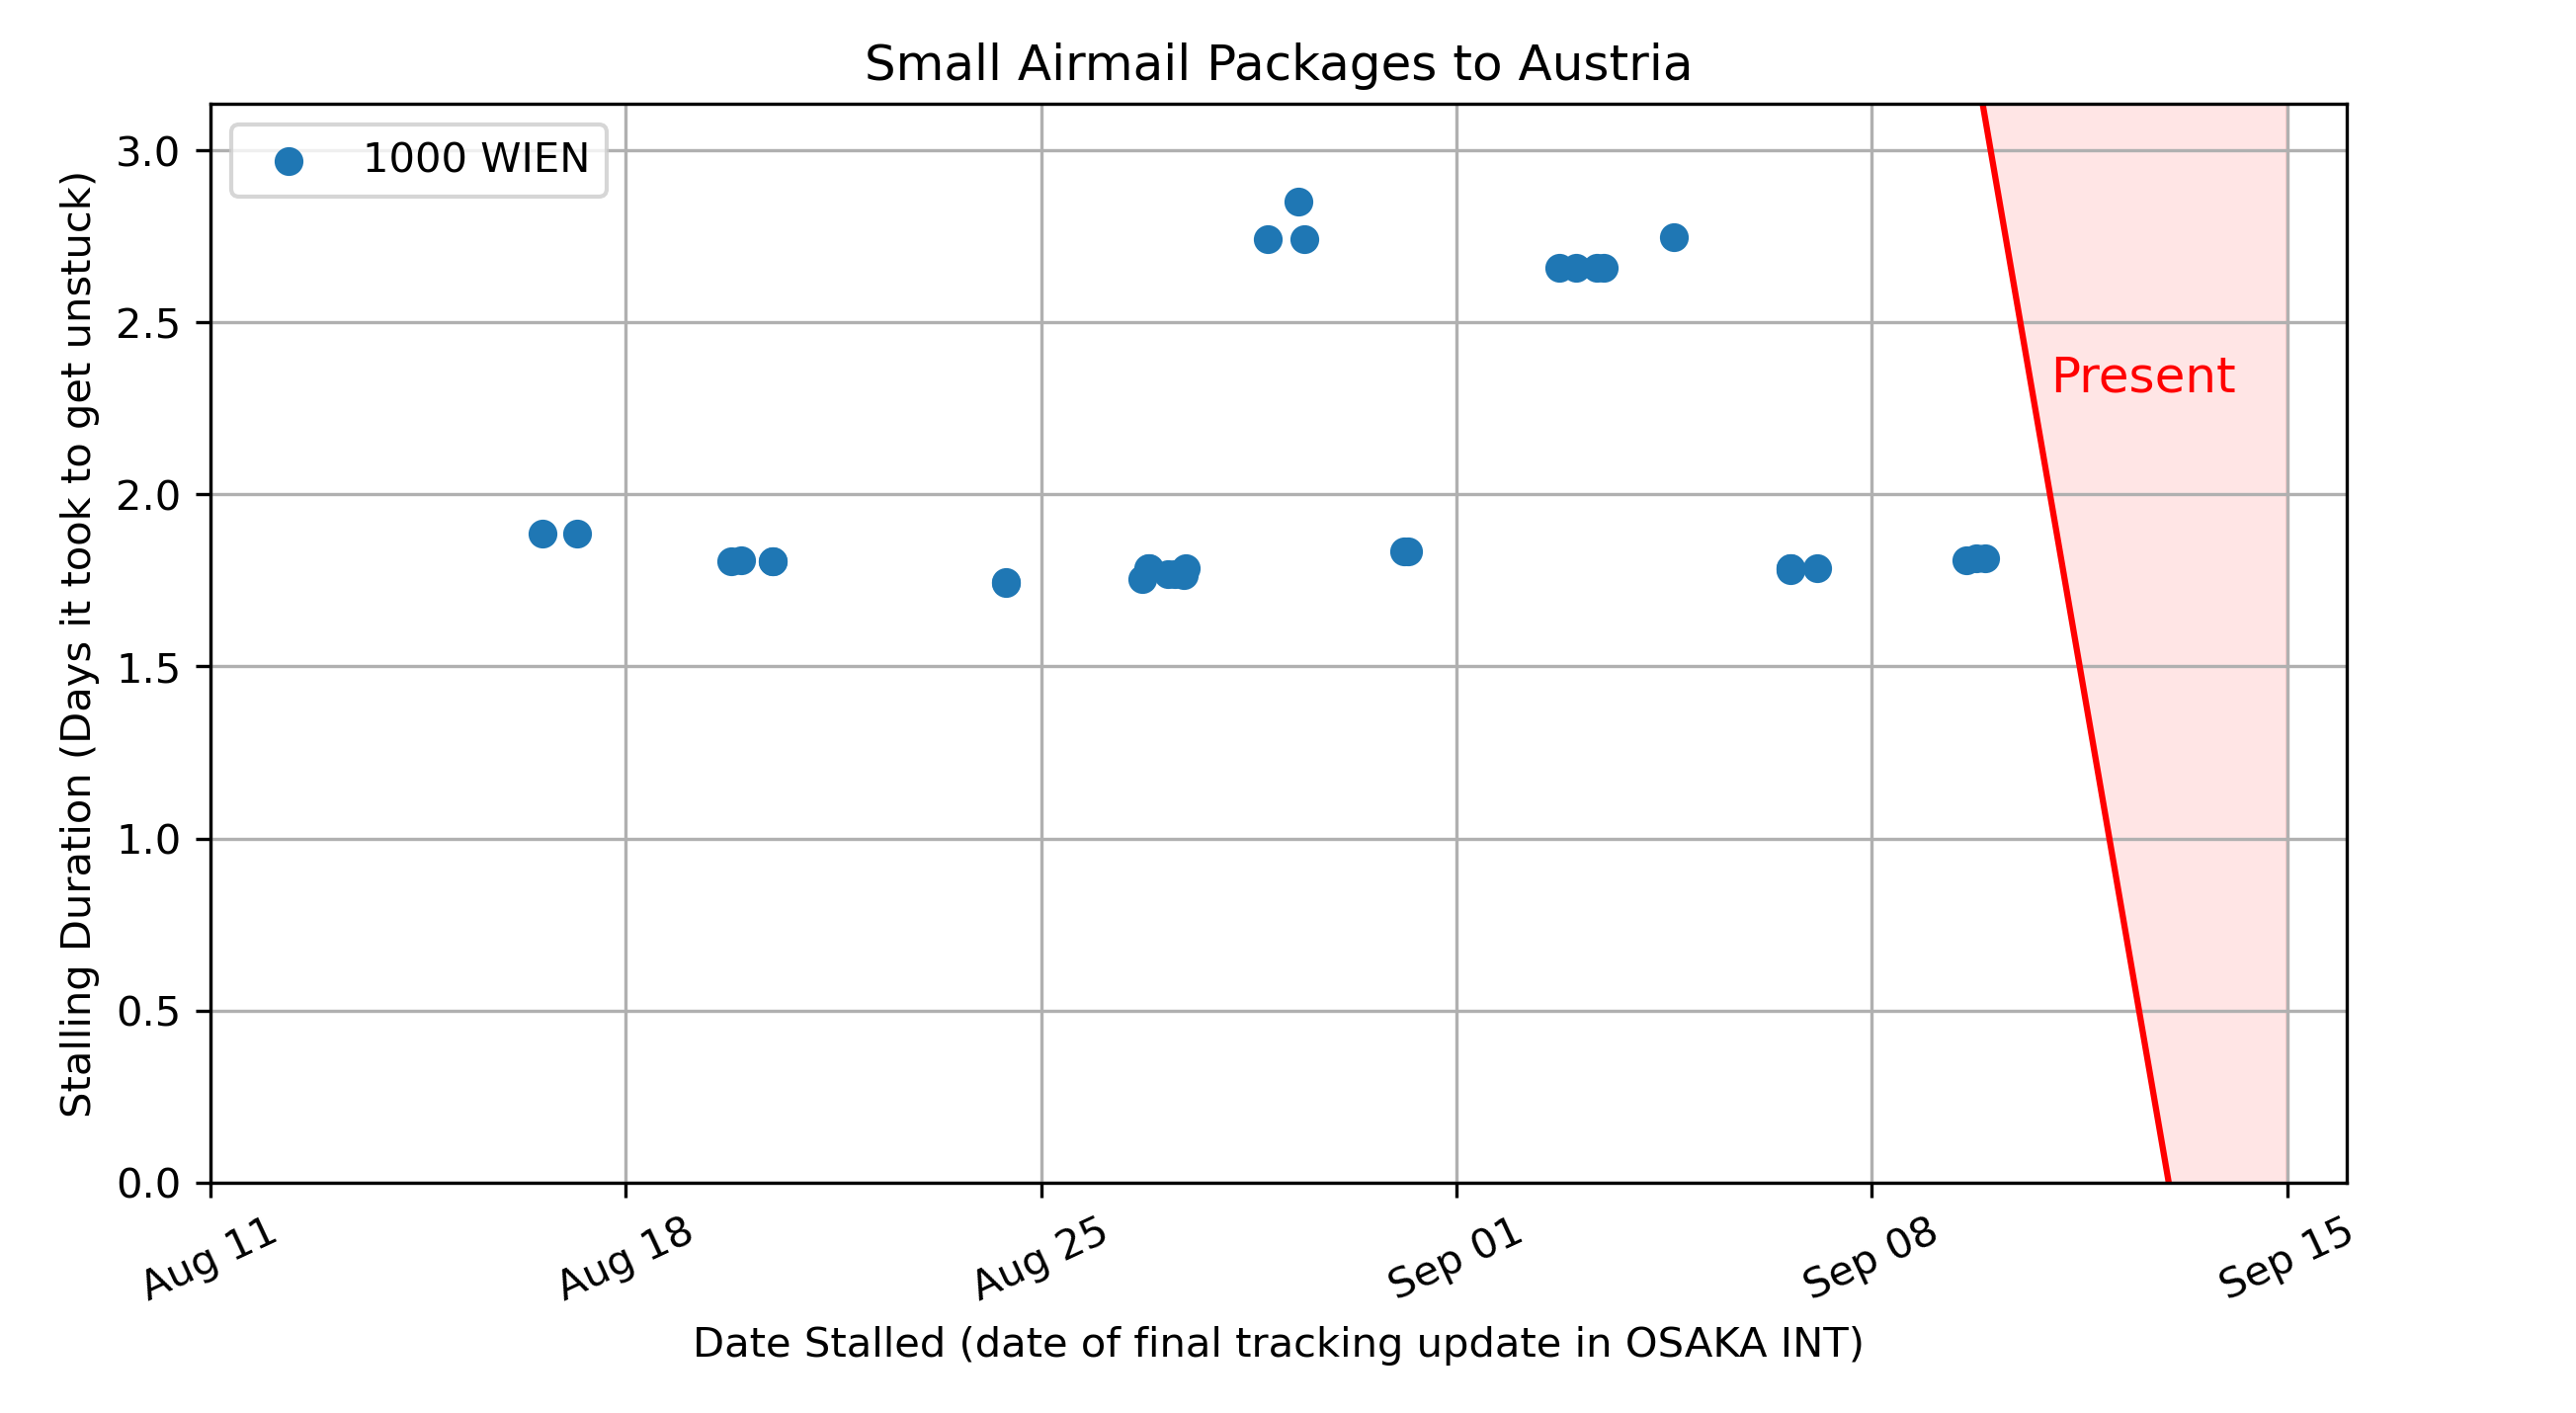 Small Airmail Packages to Austria
1000 WIEN
3.0
2.5
2.0
1.5
1.0
0.5
0.0
Stalling Duration (Days it took to get unstuck)
Present
Aug 11
Aug 18
Aug 25
Sep 01
Sep 08
Sep 15
Date Stalled (date of final tracking update in OSAKA INT)